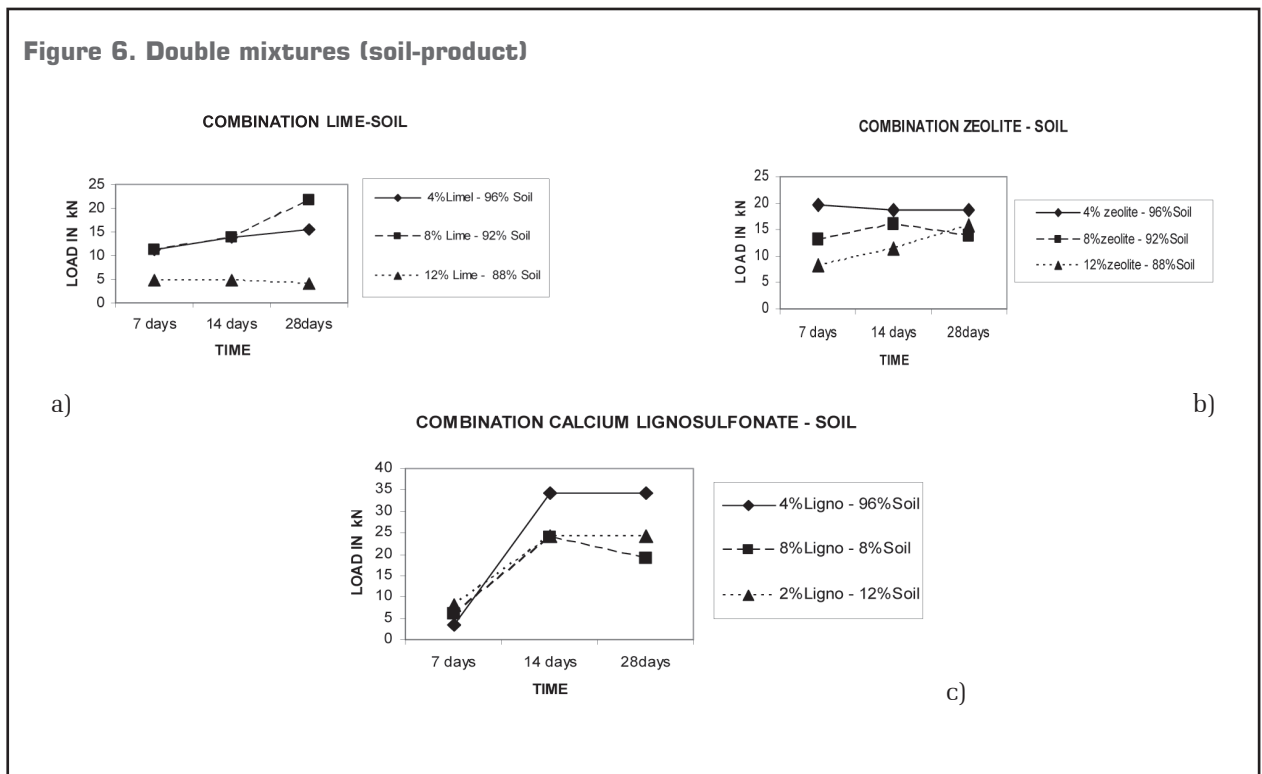 Figure 6. Double mixtures (soil-product)
COMBINATION LIME-SOIL
25
20
15
10
5
0
LOAD IN kN
7 days 14 days 28days
TIME
4%Limel - 96% Soil
8% Lime - 92% Soil
12% Lime - 88% Soil
a)
COMBINATION ZEOLITE - SOIL
25
20
15
10
5
0
LOAD IN kN
7 days 14 days 28days
TIME
4% zeolite - 96%Soil
8%zeolite - 92%Soil
12%zeolite - 88%Soil
b)
COMBINATION CALCIUM LIGNOSULFONATE - SOIL
40
35
30
25
20
15
10
5
0
LOAD IN kN
7 days 14 days 28days
TIME
4%Ligno - 96%Soil
8%Ligno - 8%Soil
2%Ligno - 12%Soil
c)